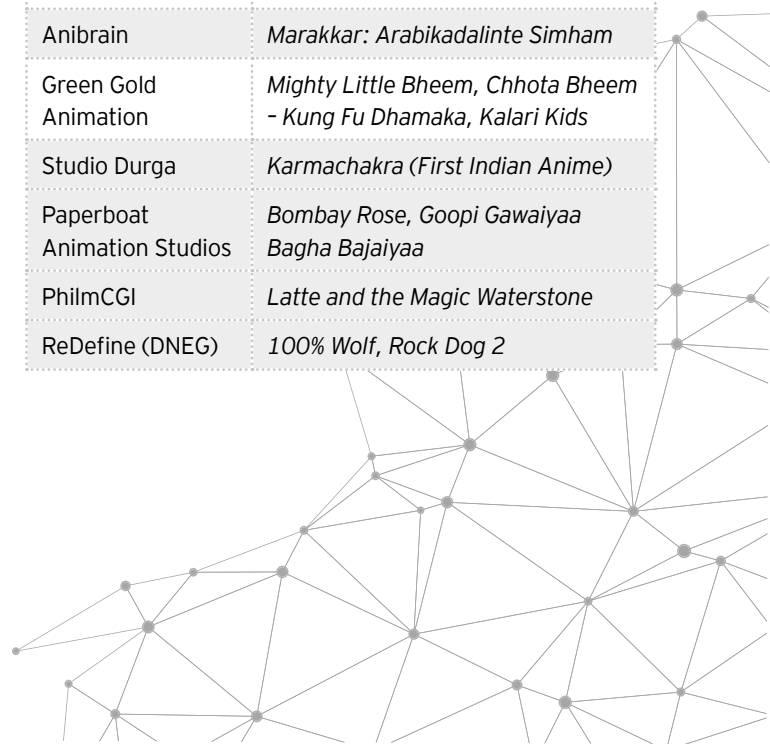 Anibrain
Marakkar: Arabikadalinte Simham
Green Gold
Animation
Mighty Little Bheem, Chhota Bheem
– Kung Fu Dhamaka, Kalari Kids
Studio Durga
Karmachakra (First Indian Anime)
Paperboat
Animation Studios
Bombay Rose, Goopi Gawaiyaa
Bagha Bajaiyaa
PhilmCGI
Latte and the Magic Waterstone
ReDefine (DNEG)
100% Wolf, Rock Dog 2